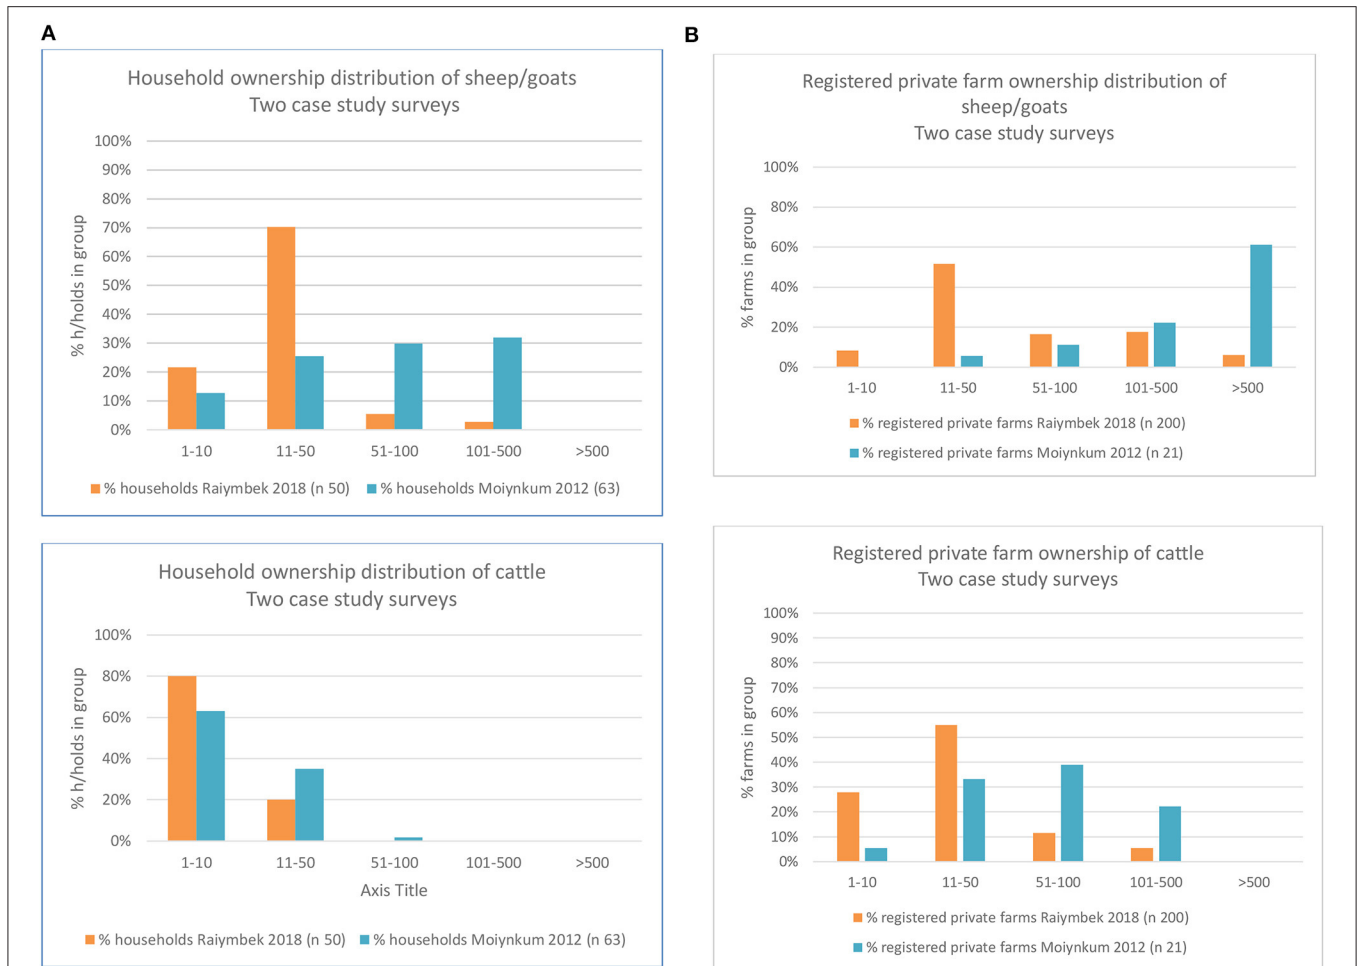 A
Household ownership distribution of sheep/goats
Two case study surveys
100%
90%
80%
70%
60%
50%
40%
30%
20%
10%
0%
% h/holds in group
1-10 11-50 51-100 101-500 >500
% households Raiymbek 2018 (n 50) % households Moiynkum 2012 (63)
Household ownership distribution of cattle
Two case study surveys
100%
80%
60%
40%
20%
0%
% h/holds in group
1-10 11-50 51-100 101-500 >500
Axis Title
% households Raiymbek 2018 (n 50) % households Moiynkum 2012 (n 63)
B
Registered private farm ownership distribution of
sheep/goats
Two case study surveys
100%
80%
60%
40%
20%
0%
% farms in group
1-10 11-50 51-100 101-500 >500
% registered private farms Raiymbek 2018 (n 200)
% registered private farms Moiynkum 2012 (n 21)
Registered private farm ownership of cattle
Two case study surveys
100%
90%
80%
70%
60%
50%
40%
30%
20%
10%
0%
% farms in group
1-10 11-50 51-100 101-500 >500
% registered private farms Raiymbek 2018 (n 200)
% registered private farms Moiynkum 2012 (n 21)